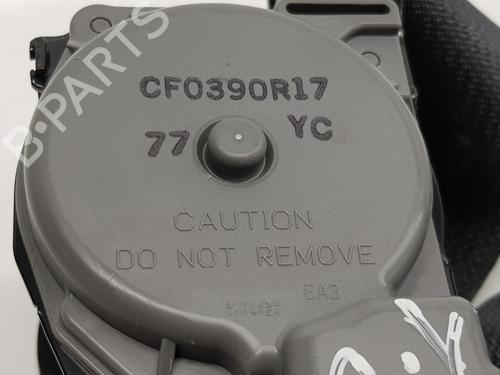 B-PARTS
CF0390R17
77 YC
CAUTION
DO NOT REMOVE
EA3